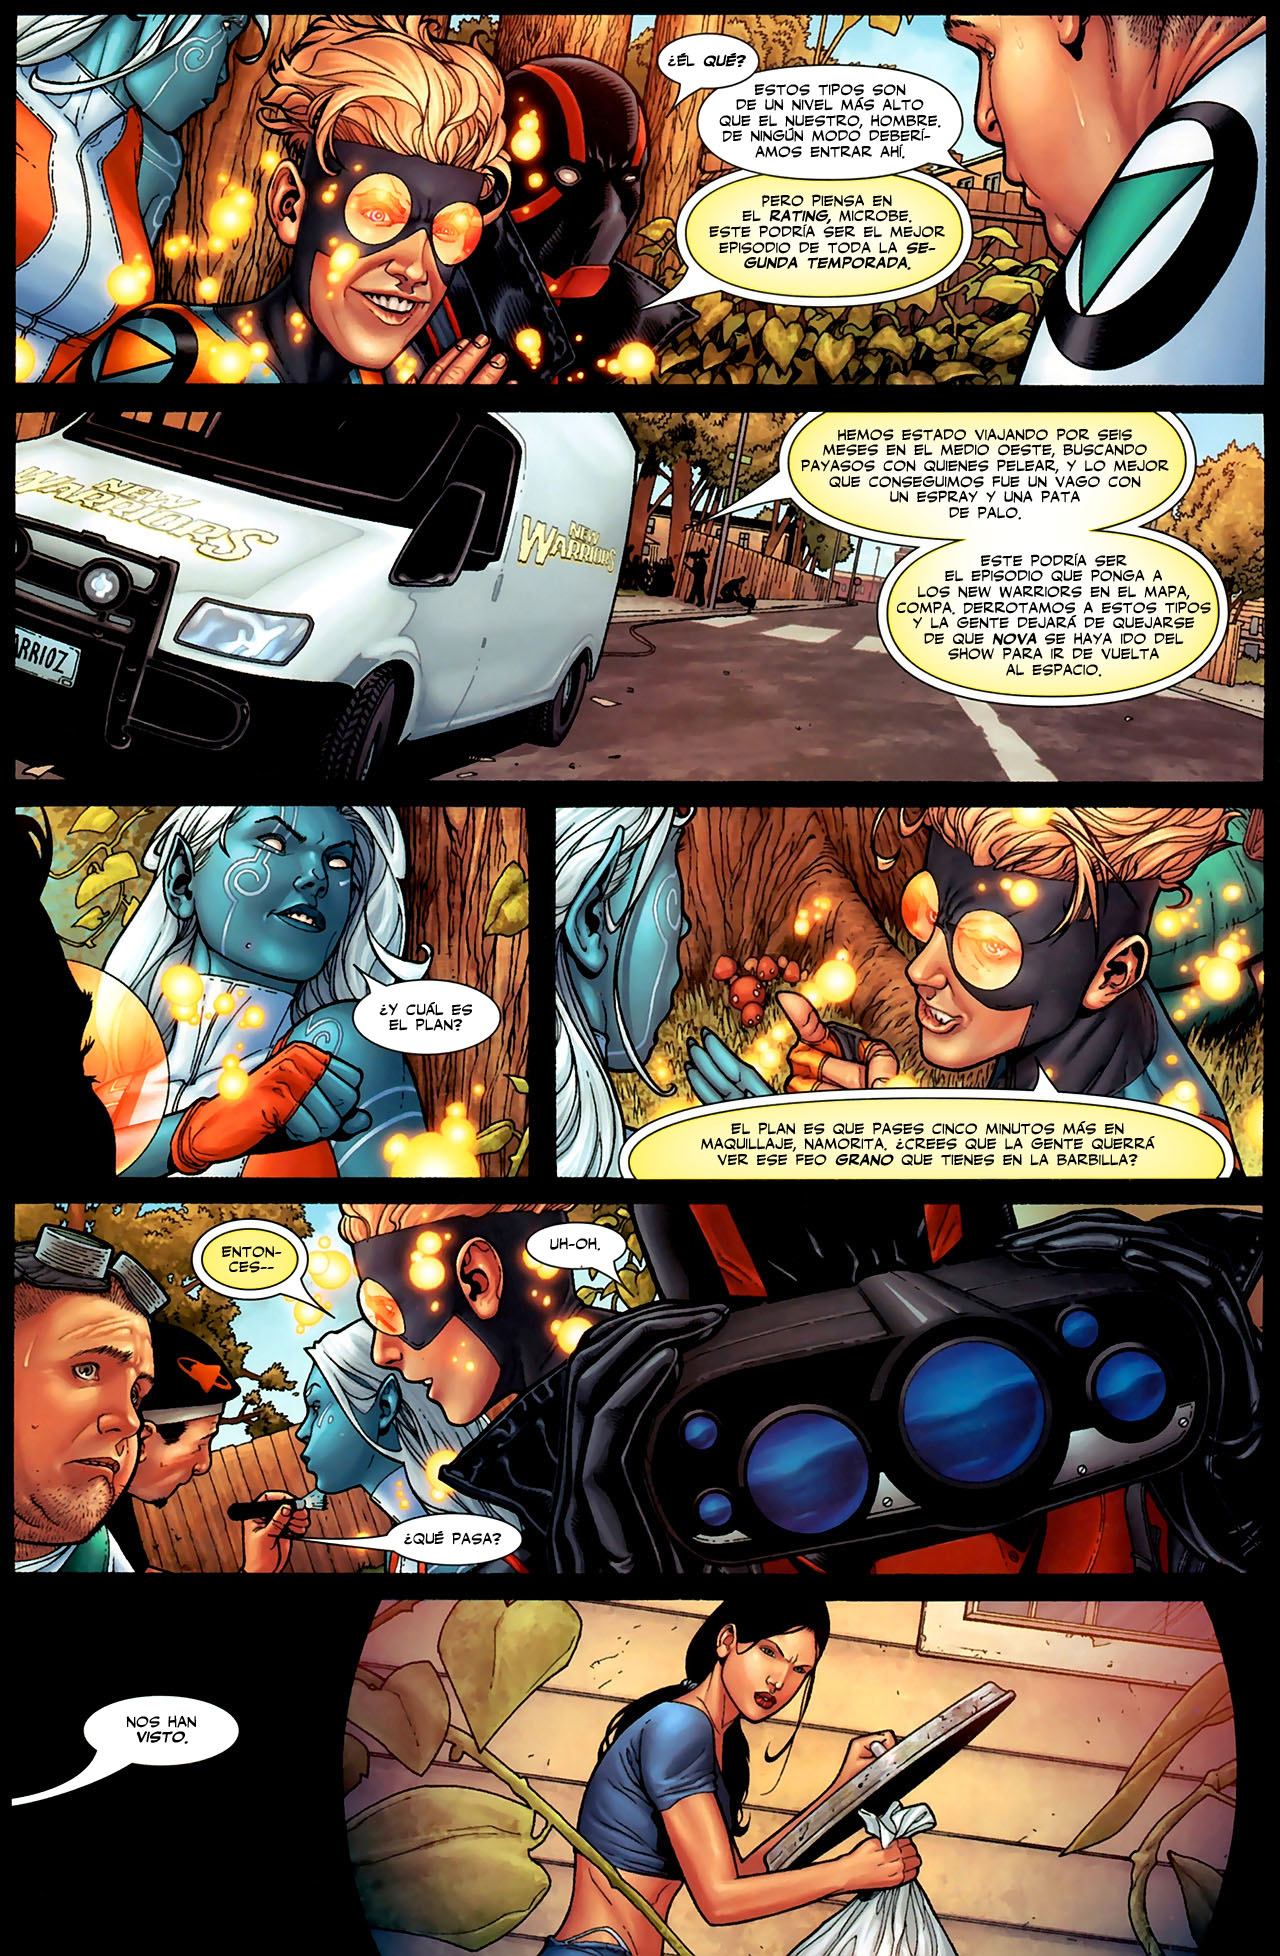 ¿ÉL QUÉ?
ESTOS TIPOS SON
DE UN NIVEL MÁS ALTO
QUE EL NUESTRO, HOMBRE.
DE NINGÚN MODO DEBERÍ-
AMOS ENTRAR AHÍ.
PERO PIENSA EN
EL RATING, MICROBE.
ESTE PODRÍA SER EL MEJOR
EPISODIO DE TODA LA SE-
GUNDA TEMPORADA.
NEW
WARRIORS
NEW
WARRIORS
ARRIOZ
HEMOS ESTADO VIAJANDO POR SEIS
MESES EN EL MEDIO OESTE, BUSCANDO
PAYASOS CON QUIENES PELEAR, Y LO MEJOR
QUE CONSEGUIMOS FUE UN VAGO CON
UN ESPRAY Y UNA PATA
DE PALO.
ESTE PODRÍA SER
EL EPISODIO QUE PONGA A
LOS NEW WARRIORS EN EL MAPA,
COMPA. DERROTAMOS A ESTOS TIPOS
Y LA GENTE DEJARÁ DE QUEJARSE
DE QUE NOVA SE HAYA IDO DEL
SHOW PARA IR DE VUELTA
AL ESPACIO.
¿Y CUÁL ES
EL PLAN?
EL PLAN ES QUE PASES CINCO MINUTOS MÁS EN
MAQUILLAJE, NAMORITA. ¿CREES QUE LA GENTE QUERRÁ
VER ESE FEO GRANO QUE TIENES EN LA BARBILLA?
ENTON-
CES--
UH-OH.
¿QUÉ PASA?
NOS HAN
VISTO.